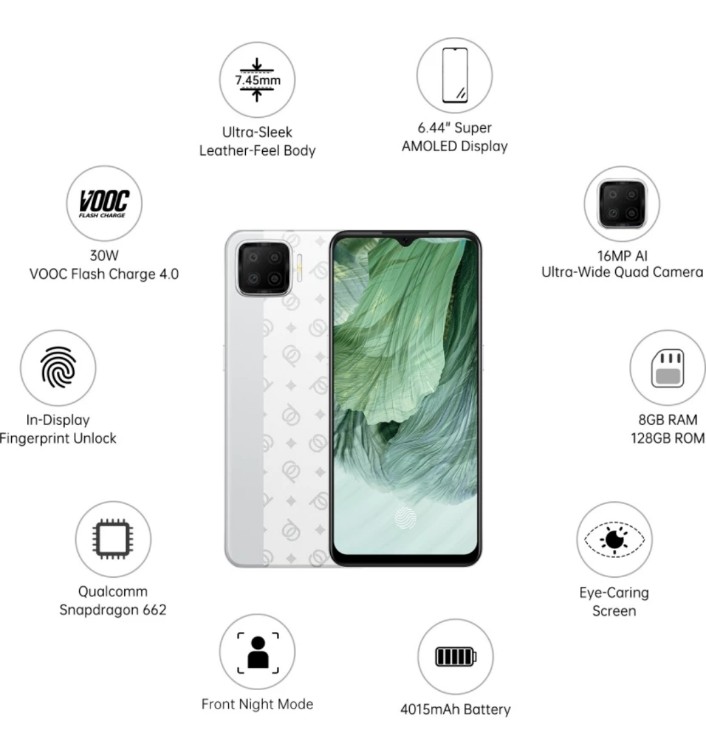 7.45mm
Ultra-Sleek
Leather-Feel Body
6.44" Super
AMOLED Display
VOOC
FLASH CHARGE
30W
VOOC Flash Charge 4.0
16MP AI
Ultra-Wide Quad Camera
In-Display
Fingerprint Unlock
8GB RAM
128GB ROM
Qualcomm
Snapdragon 662
Eye-Caring
Screen
Front Night Mode
4015mAh Battery